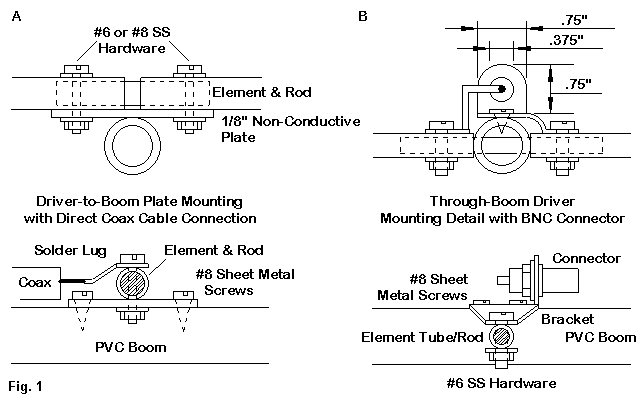 A
#6 or #8 SS
Hardware
Element & Rod
1/8" Non-Conductive
Plate
Driver-to-Boom Plate Mounting
with Direct Coax Cable Connection
Solder Lug
Element & Rod
#8 Sheet Metal
Screws
Coax
PVC Boom
Fig. 1
B
.75"
.375"
.75"
Through-Boom Driver
Mounting Detail with BNC Connector
Connector
#8 Sheet
Metal Screws
Bracket
Element Tube/Rod
PVC Boom
#6 SS Hardware